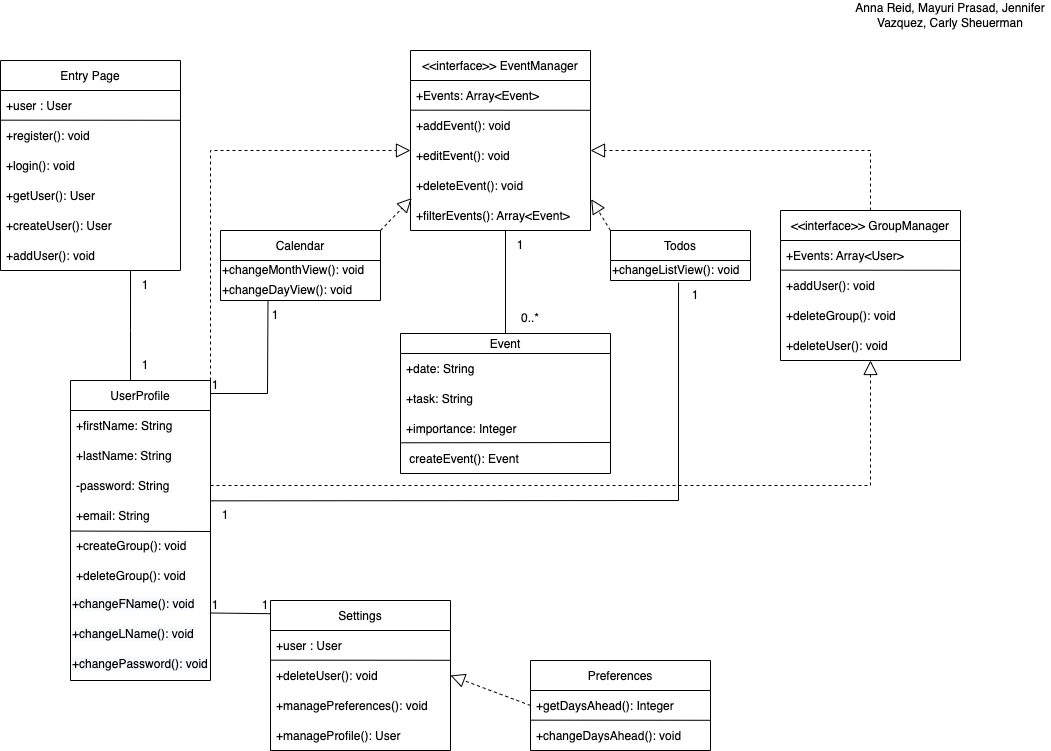 Anna Reid, Mayuri Prasad, Jennifer
Vazquez, Carly Sheuerman
Entry Page
+user : User
+register(): void
+login(): void
+getUser(): User
+createUser(): User
+addUser(): void
1
1
<<interface>> EventManager
+Events: Array<Event>
+addEvent(): void
+editEvent(): void
+deleteEvent(): void
+filterEvents(): Array<Event>
1
0..*
Calendar
+changeMonthView(): void
+changeDayView(): void
1
1
Todos
+changeListView(): void
1
1
<<interface>> GroupManager
+Events: Array<User>
+addUser(): void
+deleteGroup(): void
+deleteUser(): void
Event
+date: String
+task: String
+importance: Integer
createEvent(): Event
UserProfile
+firstName: String
+lastName: String
-password: String
+email: String
+createGroup(): void
+deleteGroup(): void
+changeFName(): void
+changeLName(): void
+changePassword(): void
1
1
Settings
+user : User
+deleteUser(): void
+managePreferences(): void
+manageProfile(): User
Preferences
+getDaysAhead(): Integer
+changeDaysAhead(): void